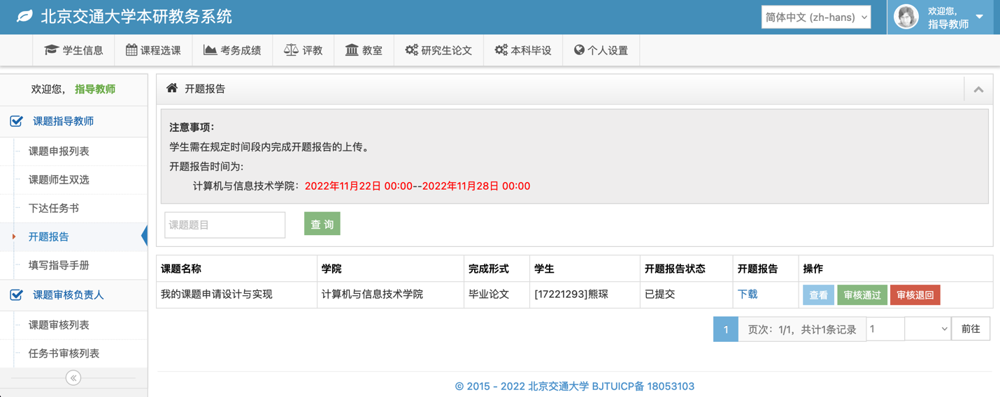 北京交通大学本研教务系统
简体中文 (zh-hans)
欢迎您,
指导教师
学生信息
课程选课
考务成绩
评教
教室
研究生论文
本科毕设
个人设置
欢迎您， 指导教师
课题指导教师
课题申报列表
课题师生双选
下达任务书
开题报告
填写指导手册
课题审核负责人
课题审核列表
任务书审核列表
开题报告
注意事项：
学生需在规定时间段内完成开题报告的上传。
开题报告时间为:
计算机与信息技术学院：2022年11月22日 00:00--2022年11月28日 00:00
课题题目
查 询
课题名称 学院 完成形式 学生 开题报告状态 开题报告 操作
我的课题申请设计与实现 计算机与信息技术学院 毕业论文 [17221293]熊琛 已提交 下载 查看 审核通过 审核退回
1 页次：1/1，共计1条记录 1 前往
© 2015 - 2022 北京交通大学 BJTUICP备 18053103